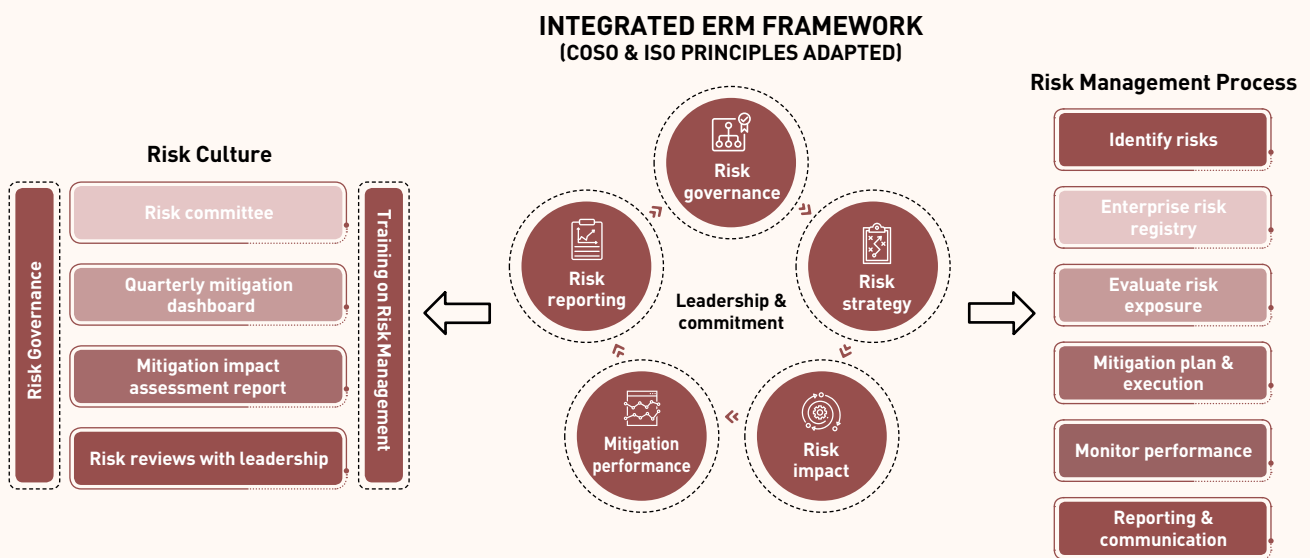 INTEGRATED ERM FRAMEWORK
(COSO & ISO PRINCIPLES ADAPTED)
Risk Culture
Risk Governance
Risk committee
Quarterly mitigation
dashboard
Mitigation impact
assessment report
Risk reviews with leadership
Training on Risk Management
Risk
governance
Risk
strategy
Risk
impact
Mitigation
performance
Risk
reporting
Leadership &
commitment
Risk Management Process
Identify risks
Enterprise risk
registry
Evaluate risk
exposure
Mitigation plan &
execution
Monitor performance
Reporting &
communication